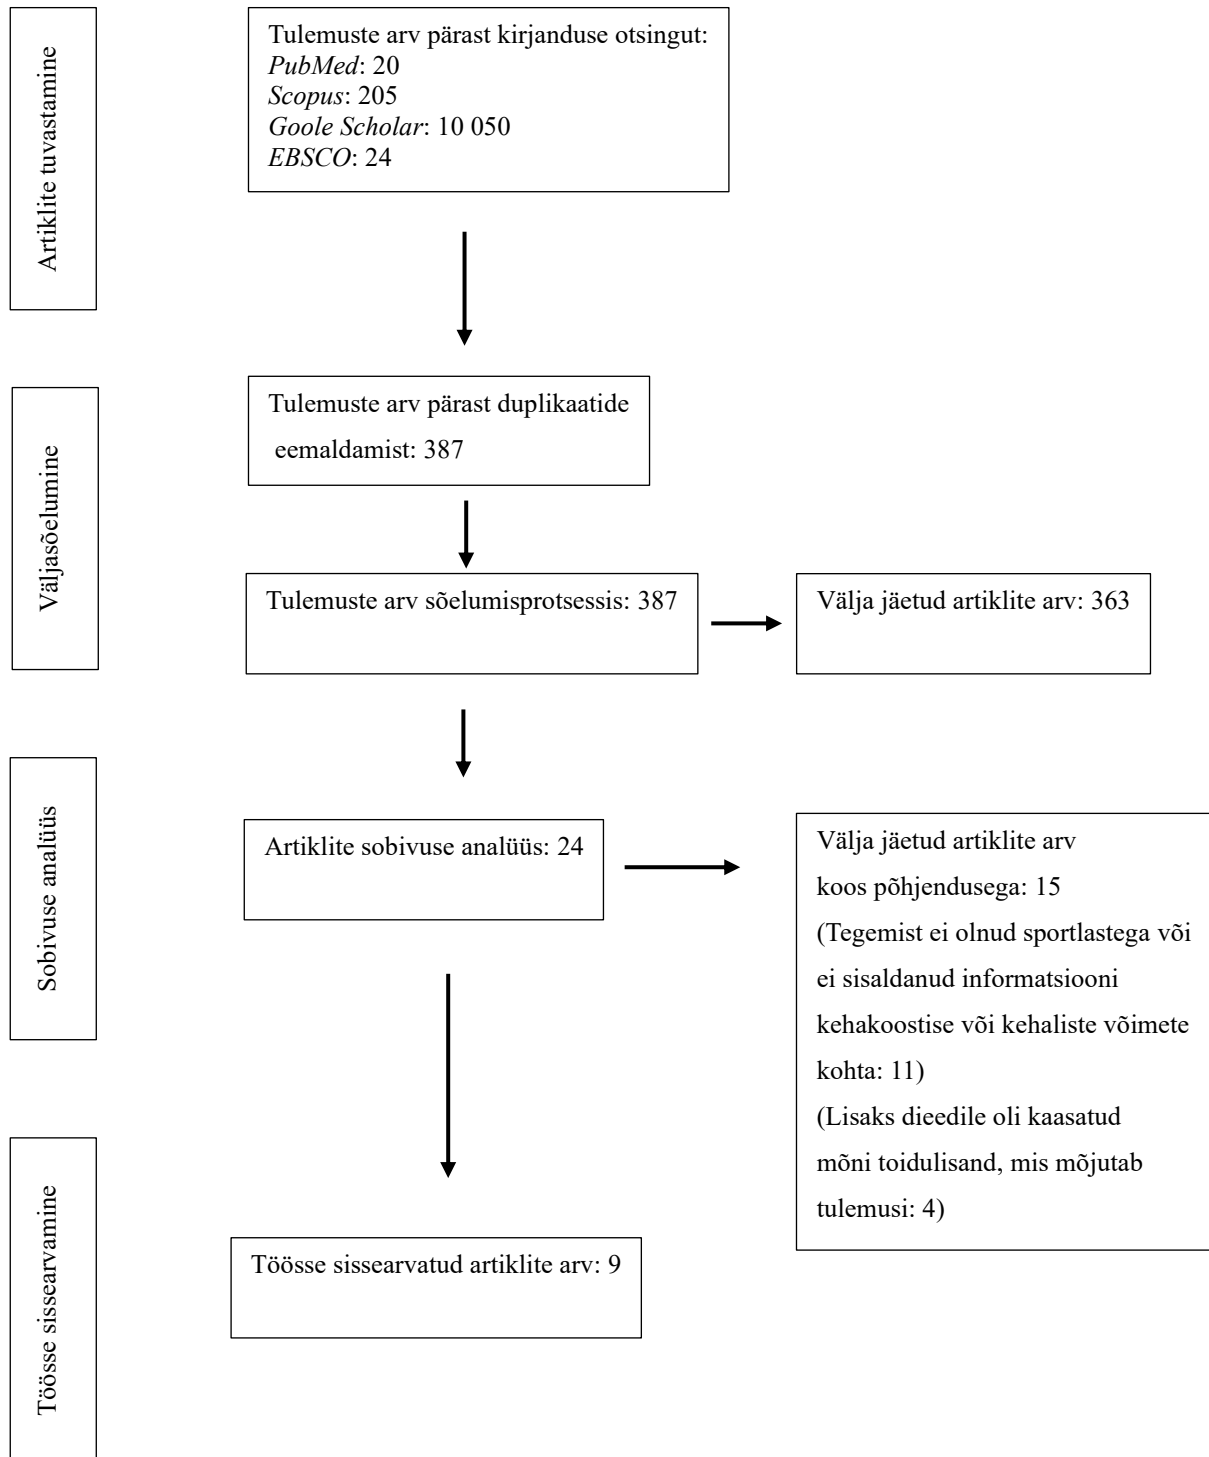 Artiklite tuvastamine
Tulemuste arv pärast kirjanduse otsingut:
PubMed: 20
Scopus: 205
Goole Scholar: 10 050
EBSCO: 24
Väljasõelumine
Tulemuste arv pärast duplikaatide
eemaldamist: 387
Tulemuste arv sõelumisprotsessis: 387
Välja jäetud artiklite arv: 363
Sobivuse analüüs
Artiklite sobivuse analüüs: 24
Välja jäetud artiklite arv
koos põhjendusega: 15
(Tegemist ei olnud sportlastega või
ei sisaldanud informatsiooni
kehakoostise või kehaliste võimete
kohta: 11)
(Lisaks dieedile oli kaasatud
mõni toidulisand, mis mõjutab
tulemusi: 4)
Töösse sissearvamine
Töösse sissearvatud artiklite arv: 9